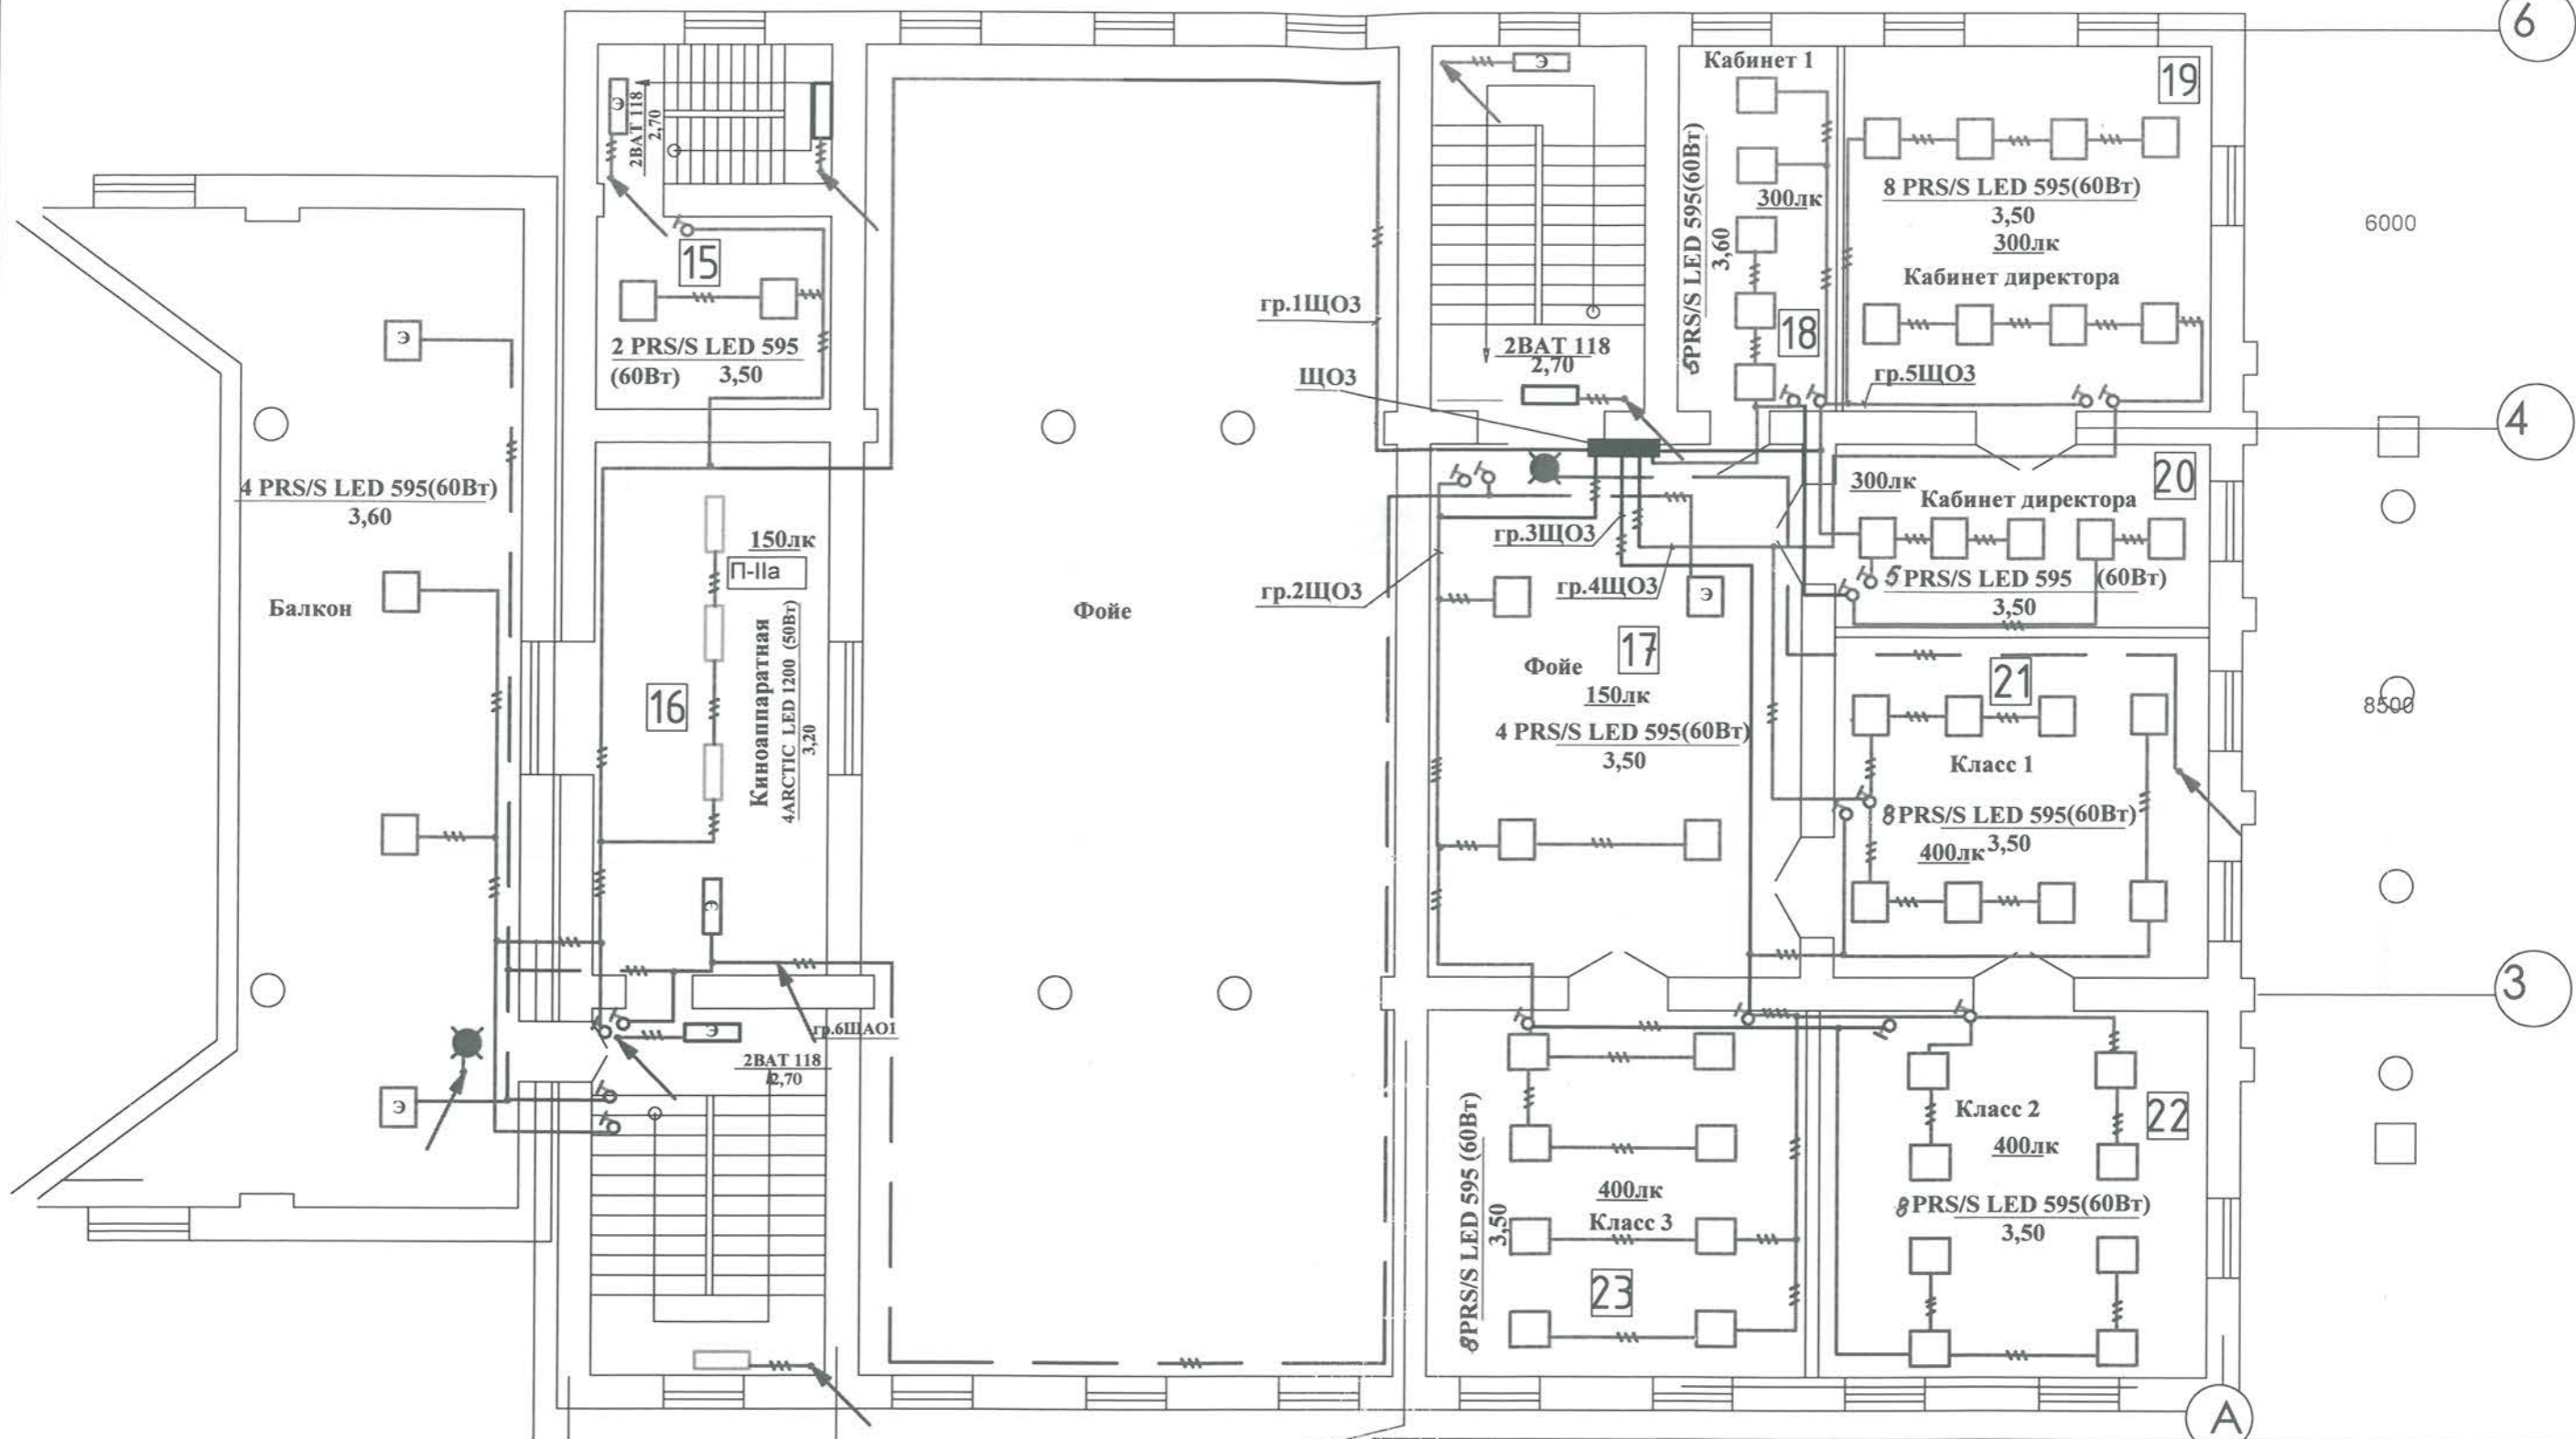 6
Кабинет 1
19
Э
Э
2ВАТ 118
2,70
5PRS/S LED 595(60Вт)
3,60
300лк
8 PRS/S LED 595(60Вт)
3,50
300лк
Кабинет директора
6000
15
2 PRS/S LED 595
(60Вт) 3,50
Э
гр.1ЩО3
ЩО3
2ВАТ 118
2,70
18
гр.5ЩО3
4
4 PRS/S LED 595(60Вт)
3,60
150лк
П-IIа
300лк
Кабинет директора
20
гр.3ЩО3
гр.4ЩО3
гр.2ЩО3
5 PRS/S LED 595 (60Вт)
3,50
Балкон
Фойе
Э
16
Киноаппаратная
4ARCTIC LED 1200 (50Вт)
3,20
17
Фойе
150лк
4 PRS/S LED 595(60Вт)
3,50
21
Класс 1
8PRS/S LED 595(60Вт)
3,50
400лк
8500
Э
3
Э
гр.6ЩАО1
2ВАТ 118
2,70
Э
8PRS/S LED 595 (60Вт)
3,50
400лк
Класс 3
23
Класс 2
400лк
22
8PRS/S LED 595(60Вт)
3,50
А